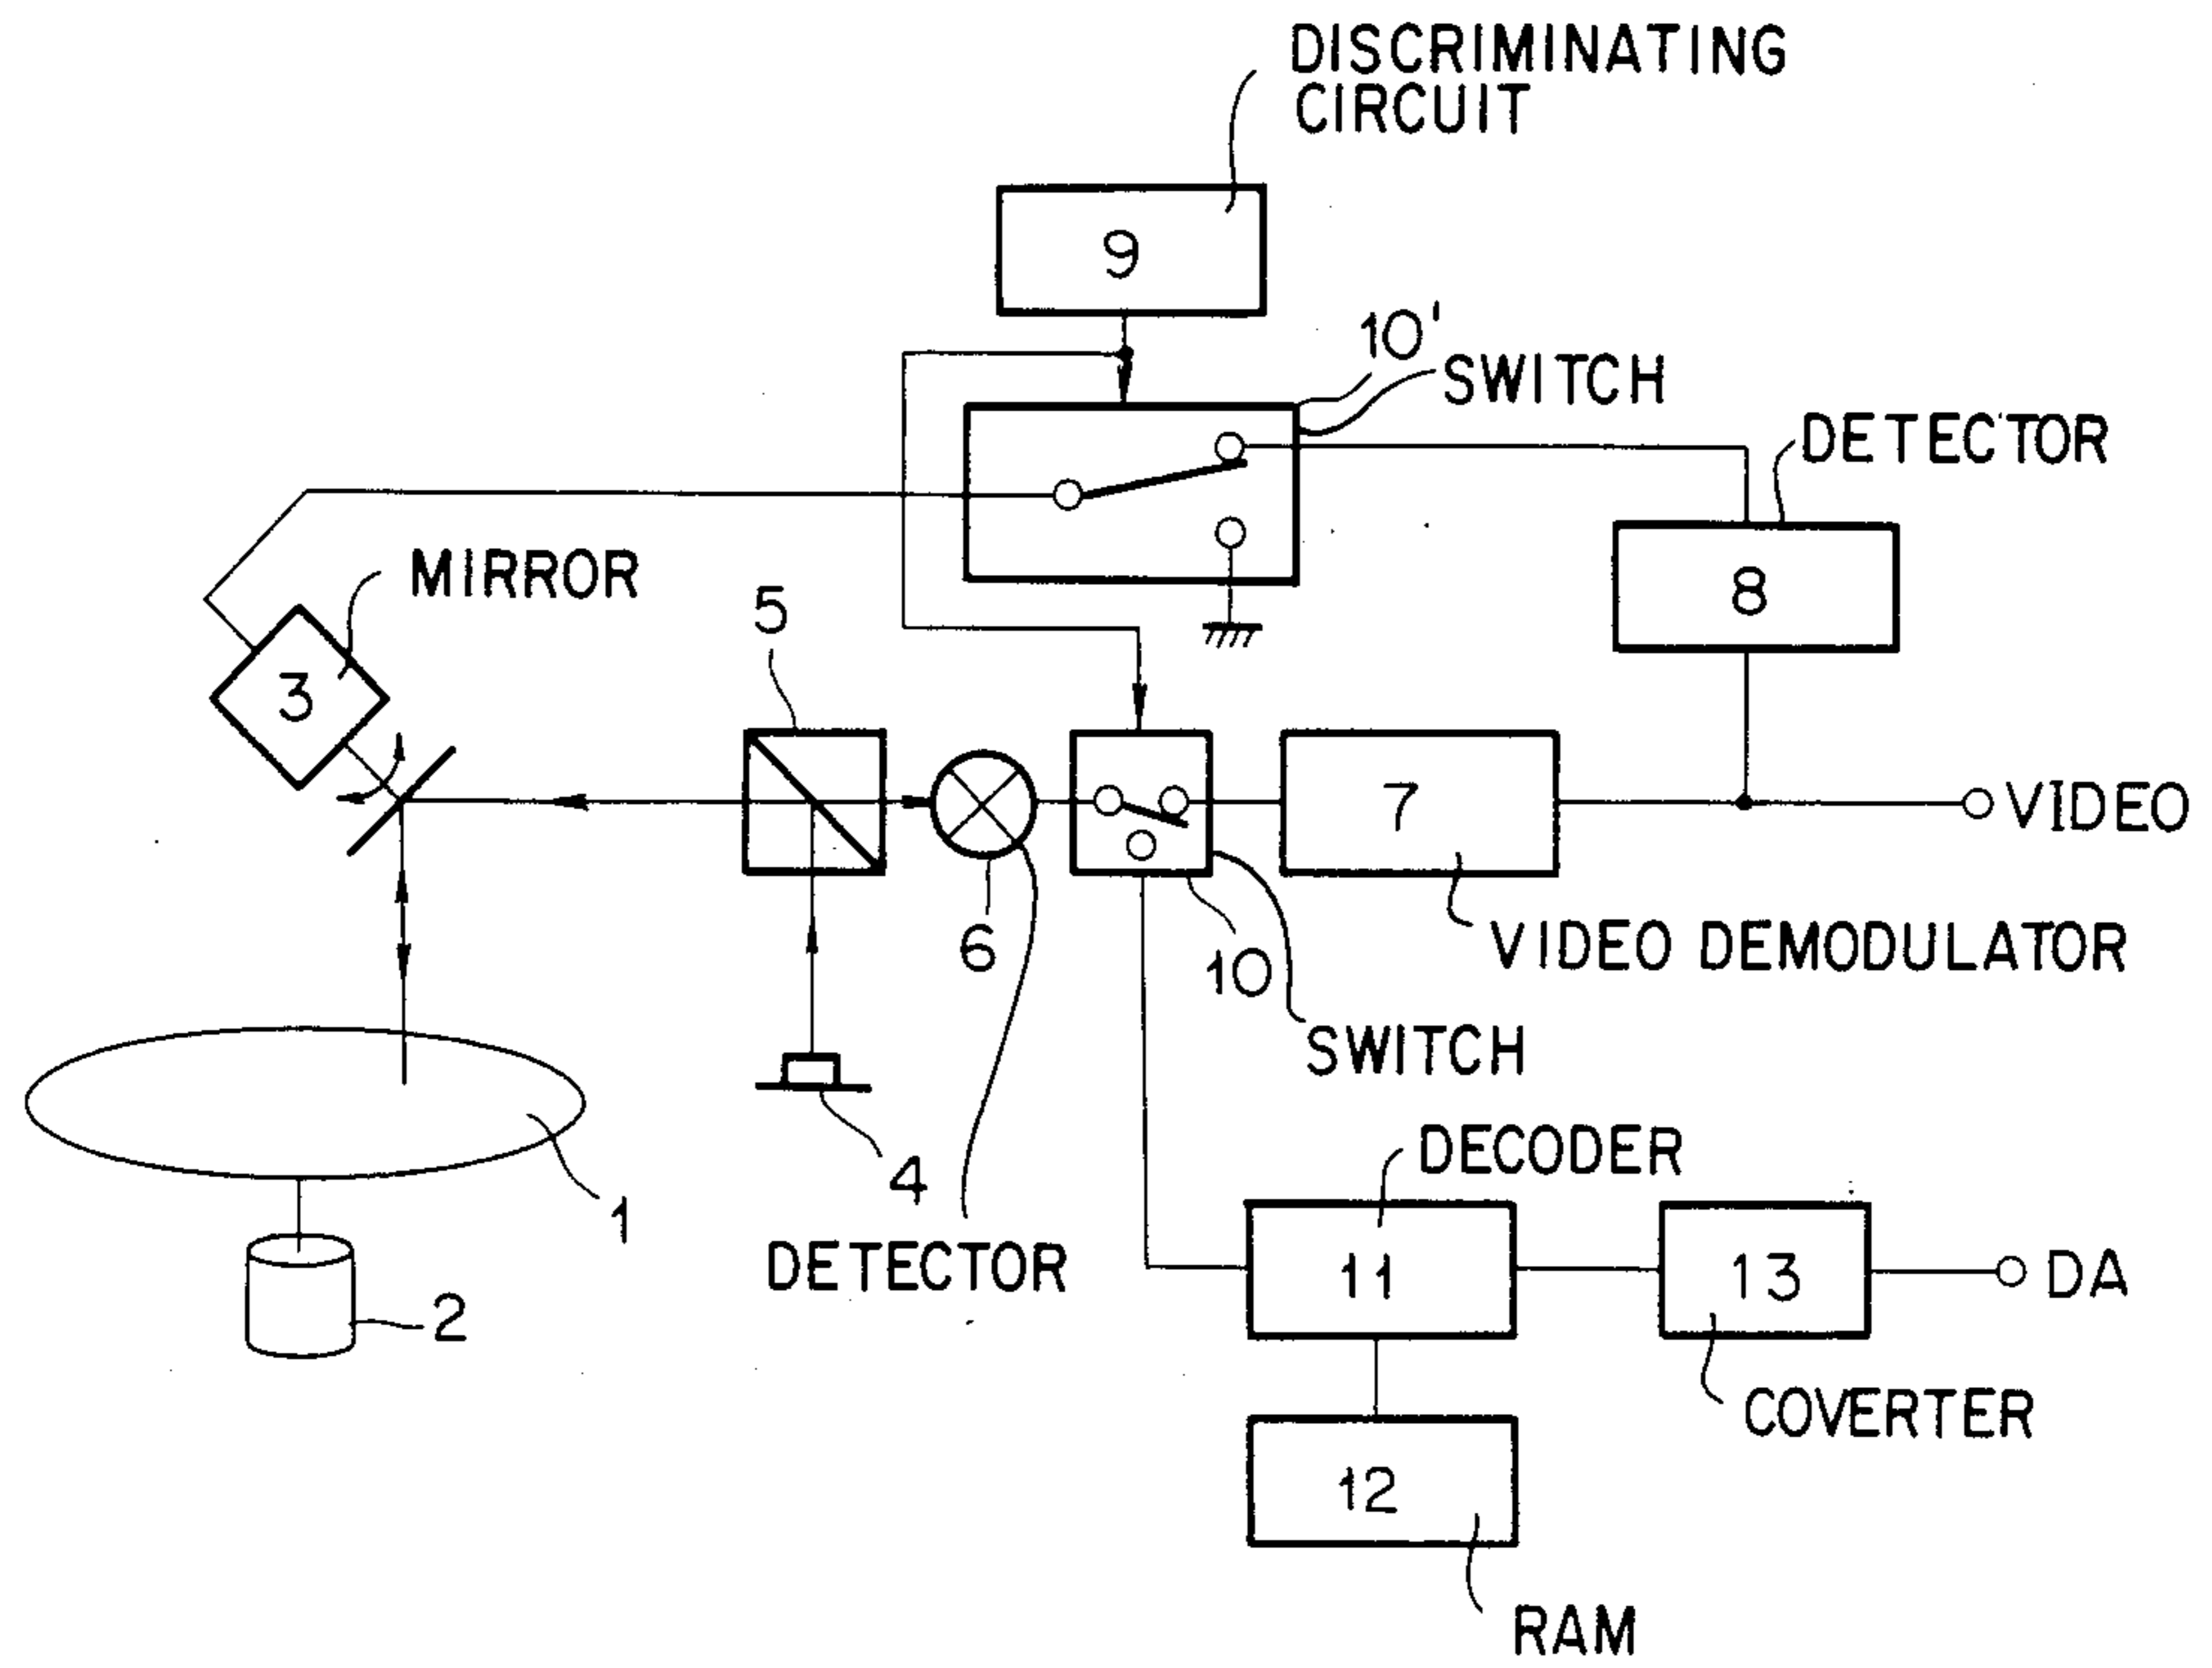 DISCRIMINATING
CIRCUIT
9
10'
SWITCH
DETECTOR
8
MIRROR
3
5
7
VIDEO
6
10
VIDEO DEMODULATOR
SWITCH
4
1
DETECTOR
2
DECODER
11
13
DA
COVERTER
12
RAM